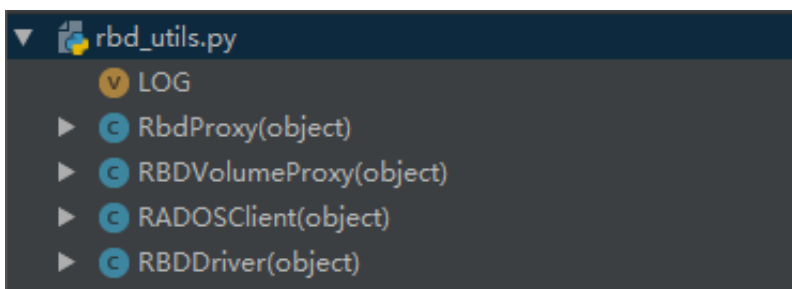 rbd_utils.py
V LOG
C RbdProxy(object)
C RBDVolumeProxy(object)
C RADOSClient(object)
C RBDDriver(object)